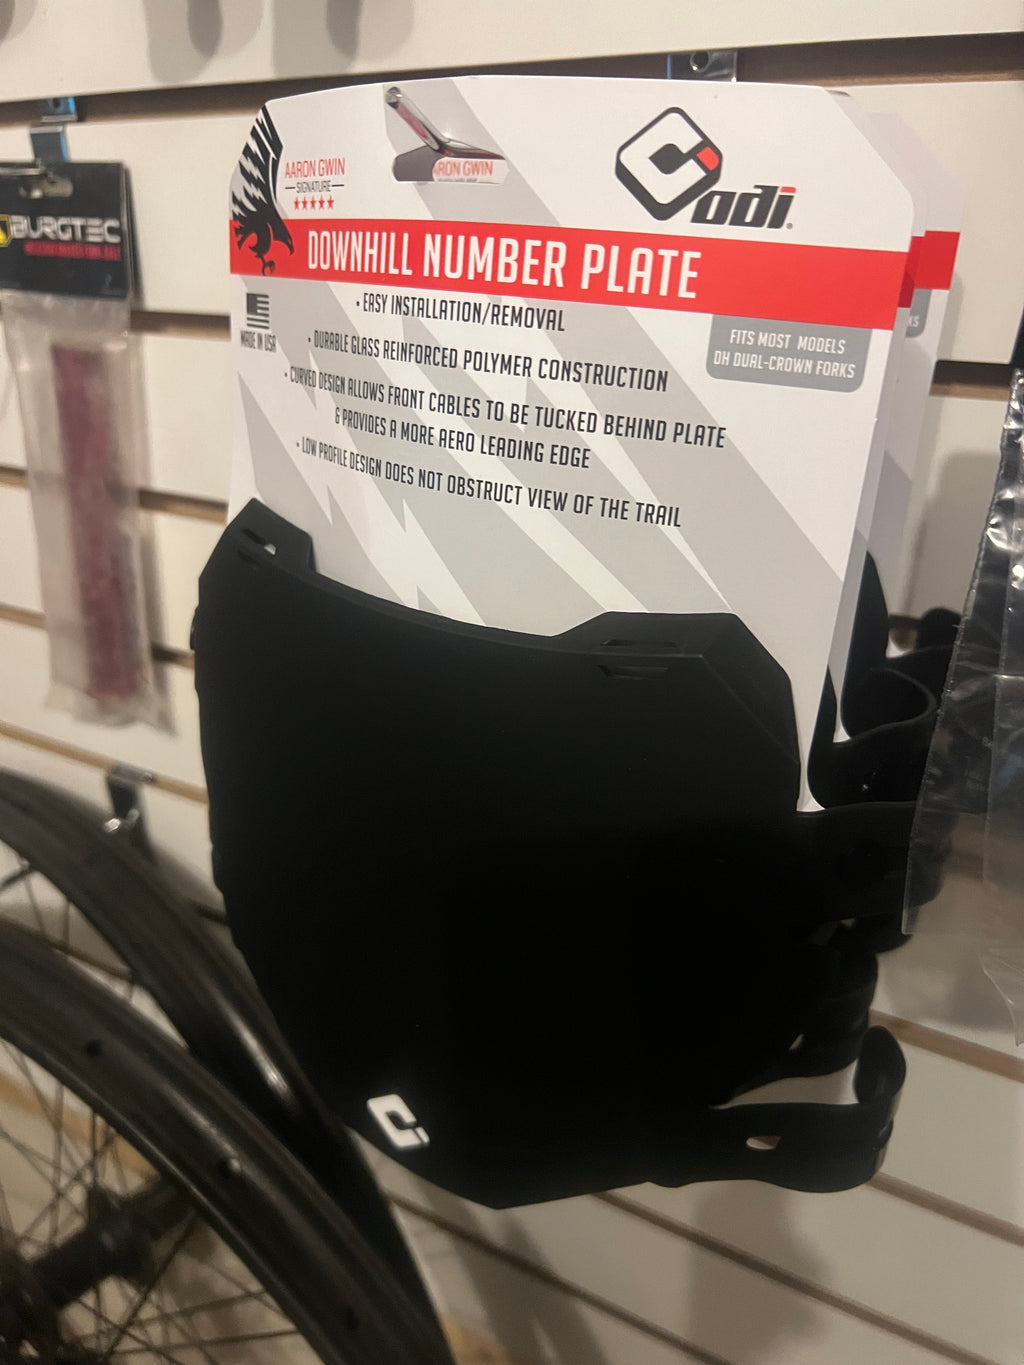 AARON GWIN
SIGNATURE
RON GWIN
odi
DOWNHILL NUMBER PLATE
MADE IN USA
• EASY INSTALLATION/REMOVAL
• DURABLE GLASS REINFORCED POLYMER CONSTRUCTION
• CURVED DESIGN ALLOWS FRONT CABLES TO BE TUCKED BEHIND PLATE
& PROVIDES A MORE AERO LEADING EDGE
• LOW PROFILE DESIGN DOES NOT OBSTRUCT VIEW OF THE TRAIL
FITS MOST MODELS
DH DUAL-CROWN FORKS
KS
BURGTEC